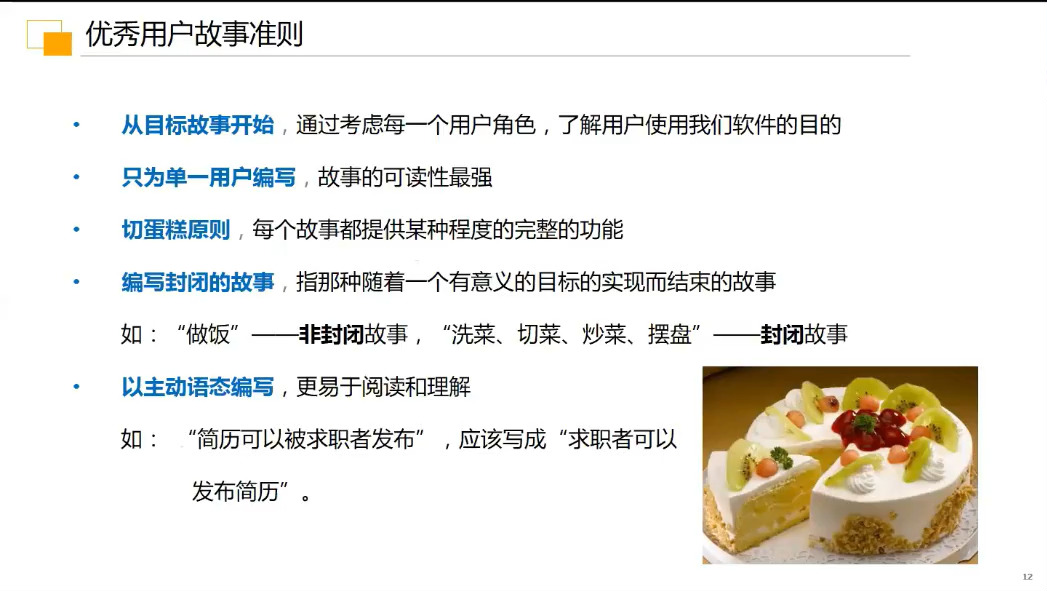 优秀用户故事准则
• 从目标故事开始，通过考虑每一个用户角色，了解用户使用我们软件的目的
• 只为单一用户编写，故事的可读性最强
• 切蛋糕原则，每个故事都提供某种程度的完整的功能
• 编写封闭的故事，指那种随着一个有意义的目标的实现而结束的故事
如：“做饭”——非封闭故事，“洗菜、切菜、炒菜、摆盘”——封闭故事
• 以主动语态编写，更易于阅读和理解
如： “简历可以被求职者发布”，应该写成“求职者可以
发布简历”。
12